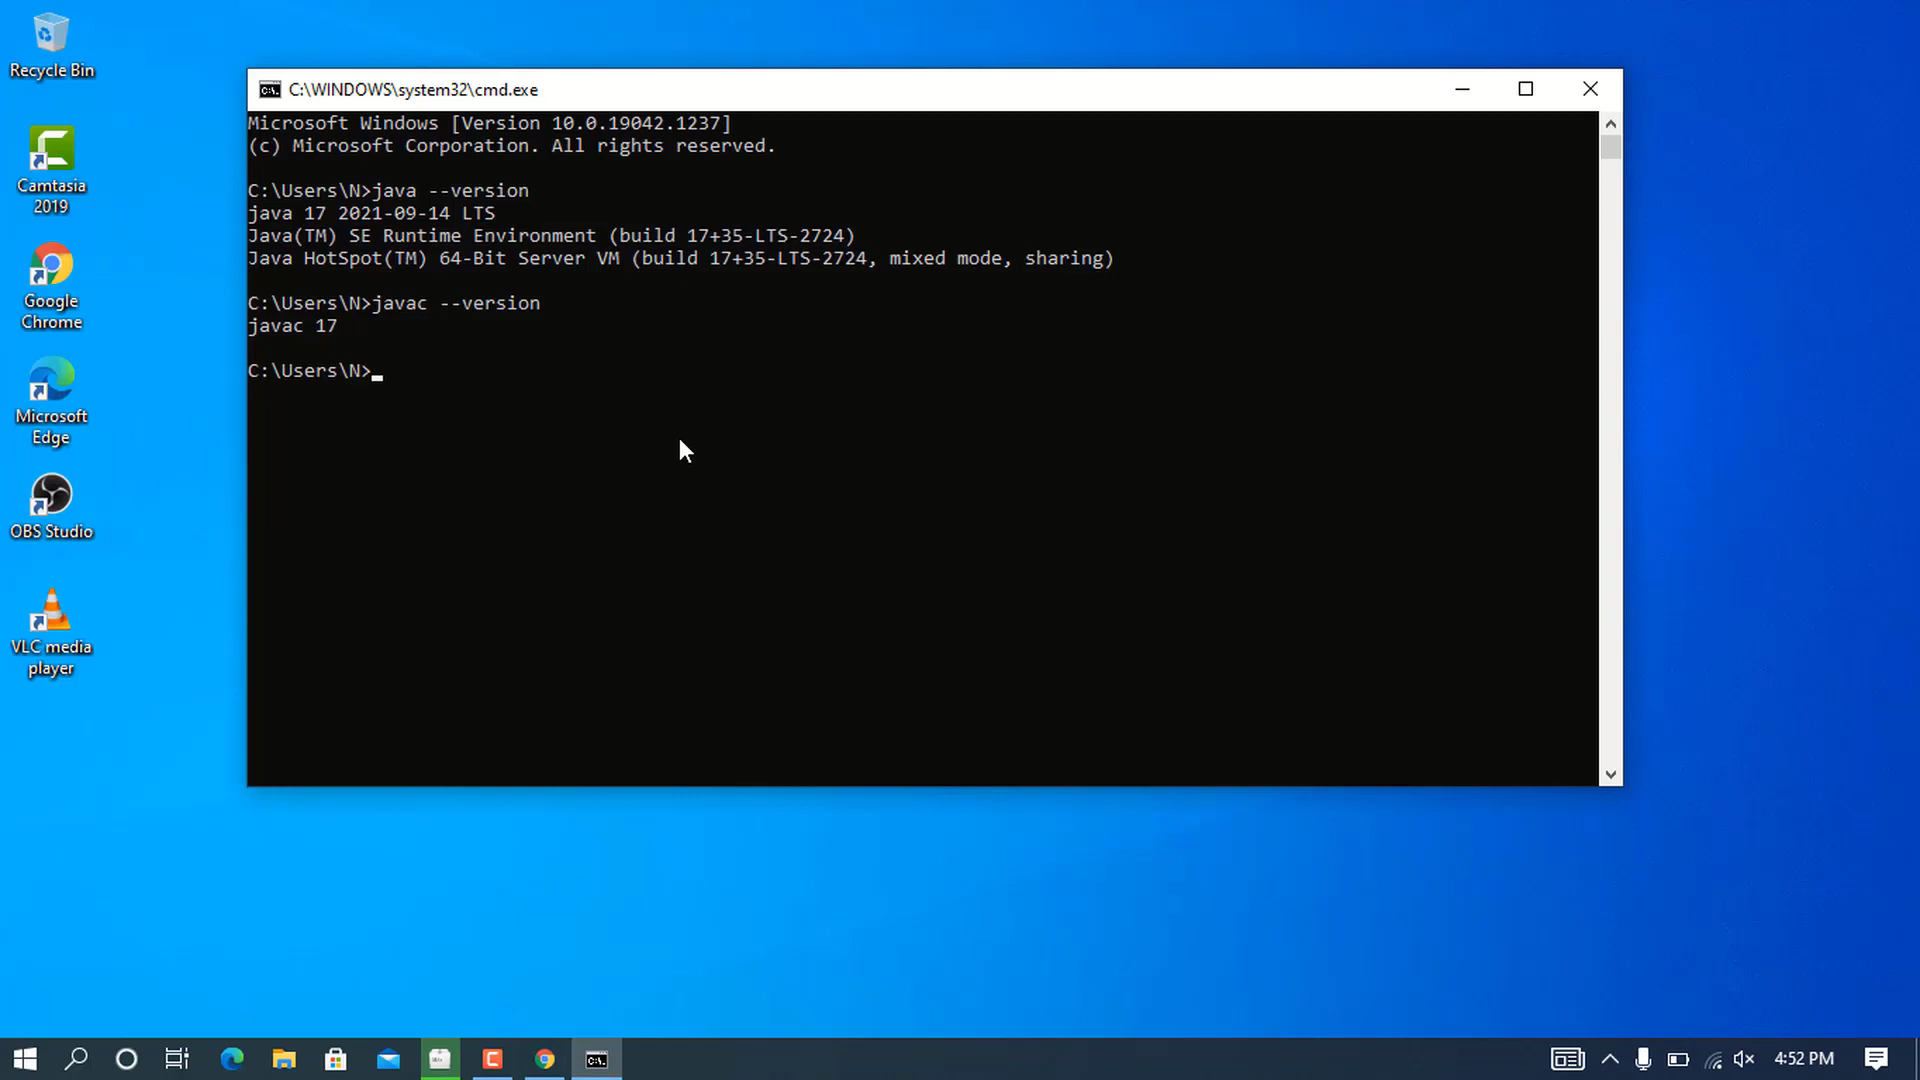 Recycle Bin
Camtasia
2019
Google
Chrome
Microsoft
Edge
OBS Studio
VLC media
player
C:\WINDOWS\system32\cmd.exe
Microsoft Windows [Version 10.0.19042.1237]
(c) Microsoft Corporation. All rights reserved.
C:\Users\N>java --version
java 17 2021-09-14 LTS
Java(TM) SE Runtime Environment (build 17+35-LTS-2724)
Java HotSpot(TM) 64-Bit Server VM (build 17+35-LTS-2724, mixed mode, sharing)
C:\Users\N>javac --version
javac 17
C:\Users\N>
4:52 PM